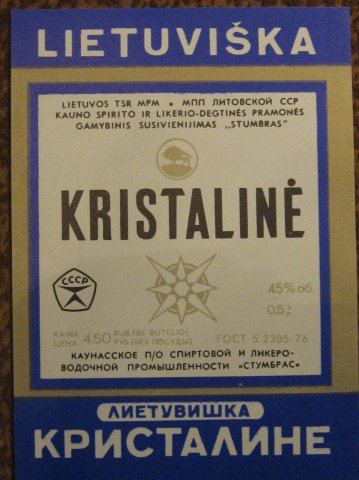 LIETUVIŠKA
LIETUVOS TSR MPM • МПП ЛИТОВСКОЙ ССР
KAUNO SPIRITO IR LIKERIO-DEGTINĖS PRAMONĖS
GAMYBINIS SUSIVIENIJIMAS „STUMBRAS"
KRISTALINĖ
СССР
45% об.
0,5 L л
KAINA ЦЕНА 4,50 RUB. (BE BUTELIO) РУБ. (БЕЗ ПОСУДЫ) ГОСТ 5.2305-76
КАУНАССКОЕ П/О СПИРТОВОЙ И ЛИКЕРО-
ВОДОЧНОЙ ПРОМЫШЛЕННОСТИ «СТУМБРАС»
ЛИЕТУВИШКА
КРИСТАЛИНЕ